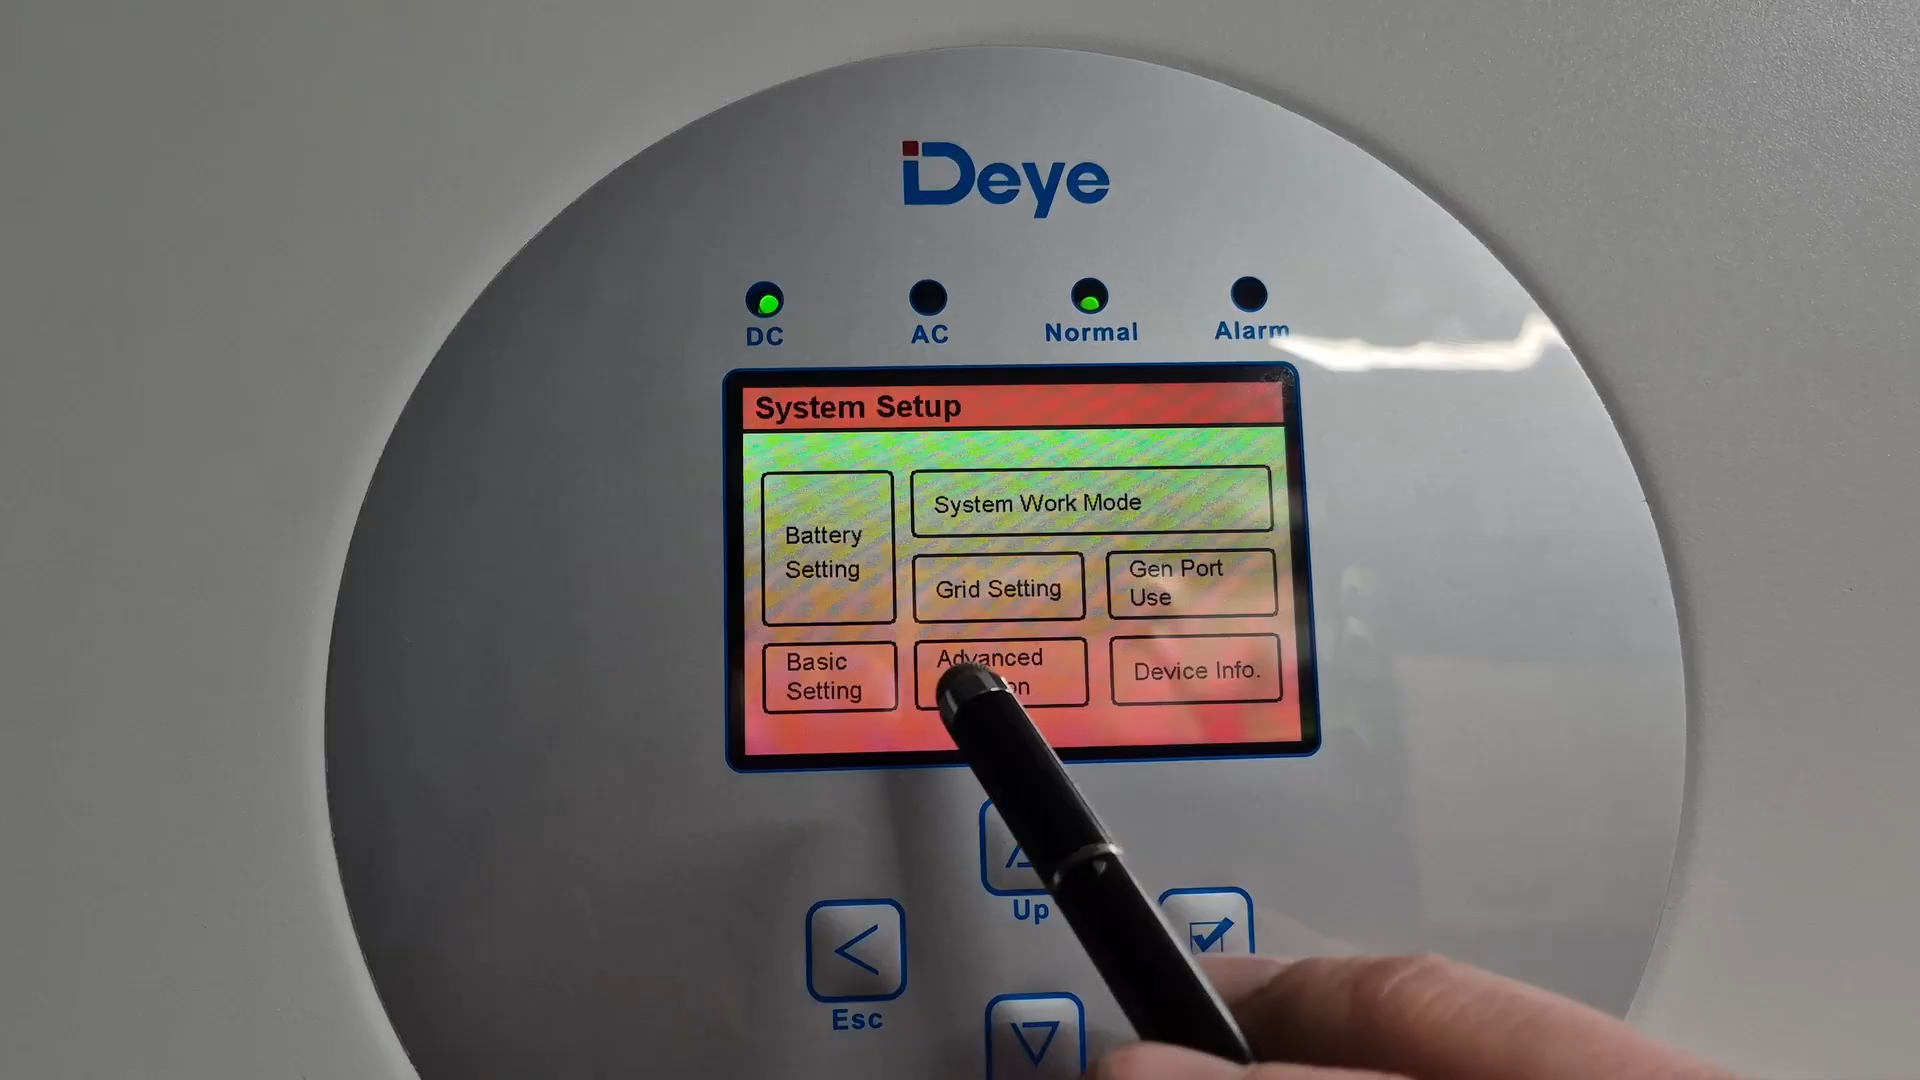 Deye
DC
AC
Normal
Alarm
System Setup
Battery
Setting
System Work Mode
Grid Setting
Gen Port
Use
Basic
Setting
Advanced
Device Info.
Up
Esc